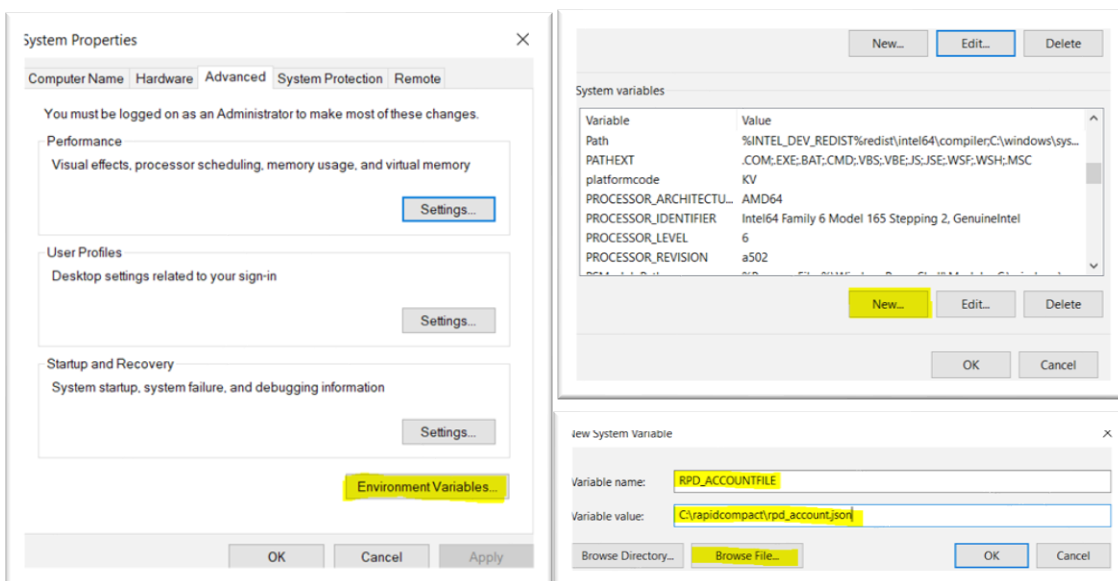 System Properties
Computer Name Hardware Advanced System Protection Remote
You must be logged on as an Administrator to make most of these changes.
Performance
Visual effects, processor scheduling, memory usage, and virtual memory
Settings...
User Profiles
Desktop settings related to your sign-in
Settings...
Startup and Recovery
System startup, system failure, and debugging information
Settings...
Environment Variables...
OK Cancel Apply
New... Edit... Delete
System variables
Variable Value
Path %INTEL_DEV_REDIST%redist\intel64\compiler;C:\windows\sys...
PATHEXT .COM;.EXE;.BAT;.CMD;.VBS;.VBE;.JS;.JSE;.WSF;.WSH;.MSC
platformcode KV
PROCESSOR_ARCHITECTU... AMD64
PROCESSOR_IDENTIFIER Intel64 Family 6 Model 165 Stepping 2, GenuineIntel
PROCESSOR_LEVEL 6
PROCESSOR_REVISION a502
New... Edit... Delete
OK Cancel
New System Variable
Variable name: RPD_ACCOUNTFILE
Variable value: C:\rapidcompact\rpd_account.json
Browse Directory... Browse File... OK Cancel